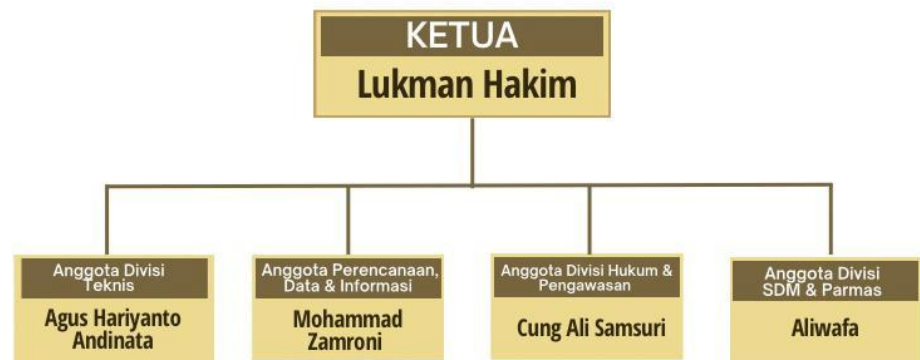 KETUA
Lukman Hakim
Anggota Divisi
Teknis
Agus Hariyanto
Andinata
Anggota Perencanaan,
Data & Informasi
Mohammad
Zamroni
Anggota Divisi Hukum &
Pengawasan
Cung Ali Samsuri
Anggota Divisi
SDM & Parmas
Aliwafa